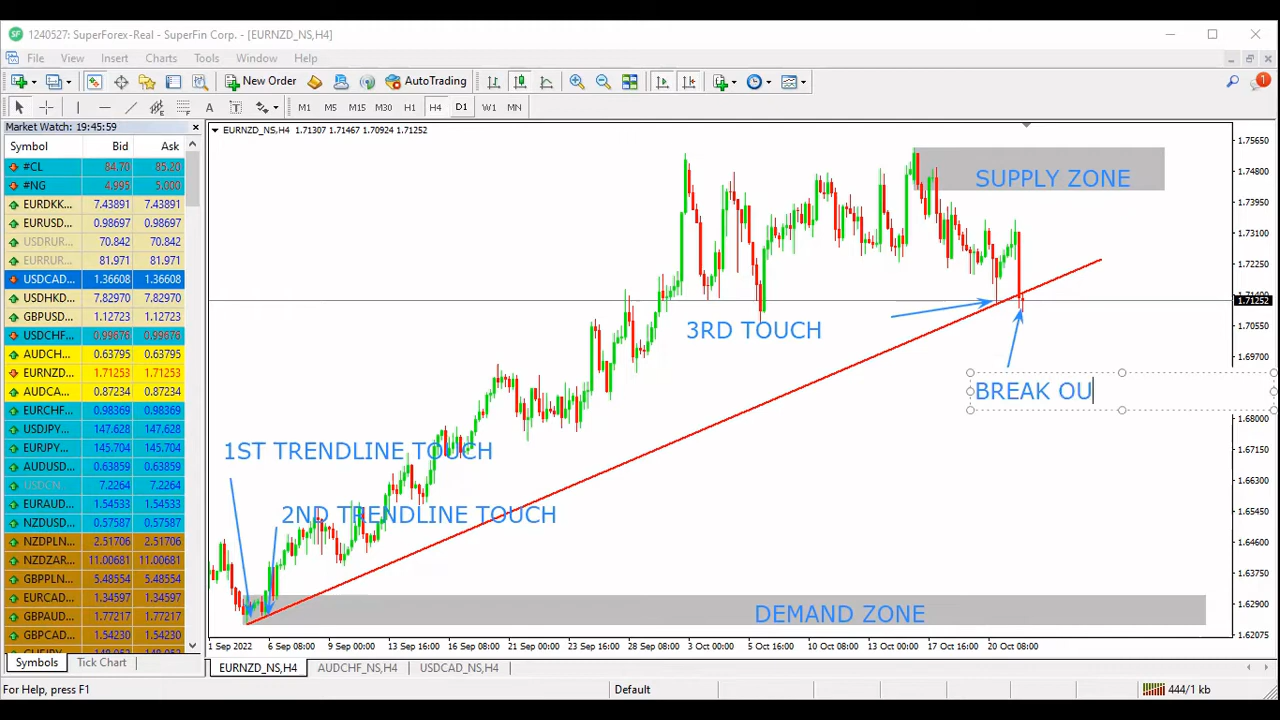 1240527: SuperForex-Real - SuperFin Corp. - [EURNZD_NS,H4]
File View Insert Charts Tools Window Help
New Order AutoTrading
A T M1 M5 M15 M30 H1 H4 D1 W1 MN
1
Market Watch: 19:45:59
Symbol Bid Ask
#CL 84.70 85.20
#NG 4.995 5.000
EURDKK... 7.43891 7.43891
EURUSD... 0.98697 0.98697
USDRUR... 70.842 70.842
EURRUR... 81.971 81.971
USDCAD... 1.36608 1.36608
USDHKD... 7.82970 7.82970
GBPUSD... 1.12723 1.12723
USDCHF... 0.99676 0.99676
AUDCH... 0.63795 0.63795
EURNZD... 1.71253 1.71253
AUDCA... 0.87234 0.87234
EURCHF... 0.98369 0.98369
USDJPY... 147.628 147.628
EURJPY... 145.704 145.704
AUDUSD... 0.63859 0.63859
USDCN... 7.2264 7.2264
EURAUD... 1.54533 1.54533
NZDUSD... 0.57587 0.57587
NZDPLN... 2.51706 2.51706
NZDZAR... 11.00681 11.00681
GBPPLN... 5.48554 5.48554
EURCAD... 1.34597 1.34597
GBPAUD... 1.77217 1.77217
GBPCAD... 1.54230 1.54230
Symbols Tick Chart
EURNZD_NS,H4 1.71307 1.71467 1.70924 1.71252
SUPPLY ZONE
3RD TOUCH
BREAK OU
1ST TRENDLINE TOUCH
2ND TRENDLINE TOUCH
DEMAND ZONE
1.75650
1.74800
1.73950
1.73100
1.72250
1.71252
1.70550
1.69700
1.68000
1.67150
1.66300
1.65450
1.64600
1.63750
1.62900
1.62075
1 Sep 2022 6 Sep 08:00 9 Sep 00:00 13 Sep 16:00 16 Sep 08:00 21 Sep 00:00 23 Sep 16:00 28 Sep 08:00 3 Oct 00:00 5 Oct 16:00 10 Oct 08:00 13 Oct 00:00 17 Oct 16:00 20 Oct 08:00
EURNZD_NS,H4 AUDCHF_NS,H4 USDCAD_NS,H4
For Help, press F1 Default 444/1 kb